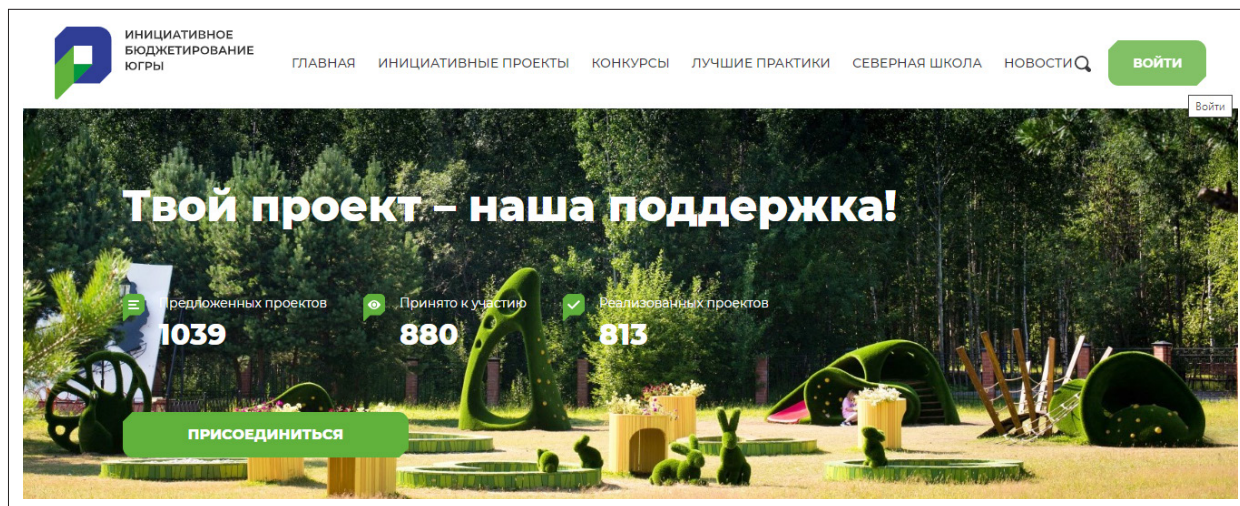 ИНИЦИАТИВНОЕ
БЮДЖЕТИРОВАНИЕ
ЮГРЫ
ГЛАВНАЯ ИНИЦИАТИВНЫЕ ПРОЕКТЫ КОНКУРСЫ ЛУЧШИЕ ПРАКТИКИ СЕВЕРНАЯ ШКОЛА НОВОСТИ ВОЙТИ
Войти
Твой проект – наша поддержка!
Предложенных проектов Принято к участию Реализованных проектов
1039 880 813
ПРИСОЕДИНИТЬСЯ